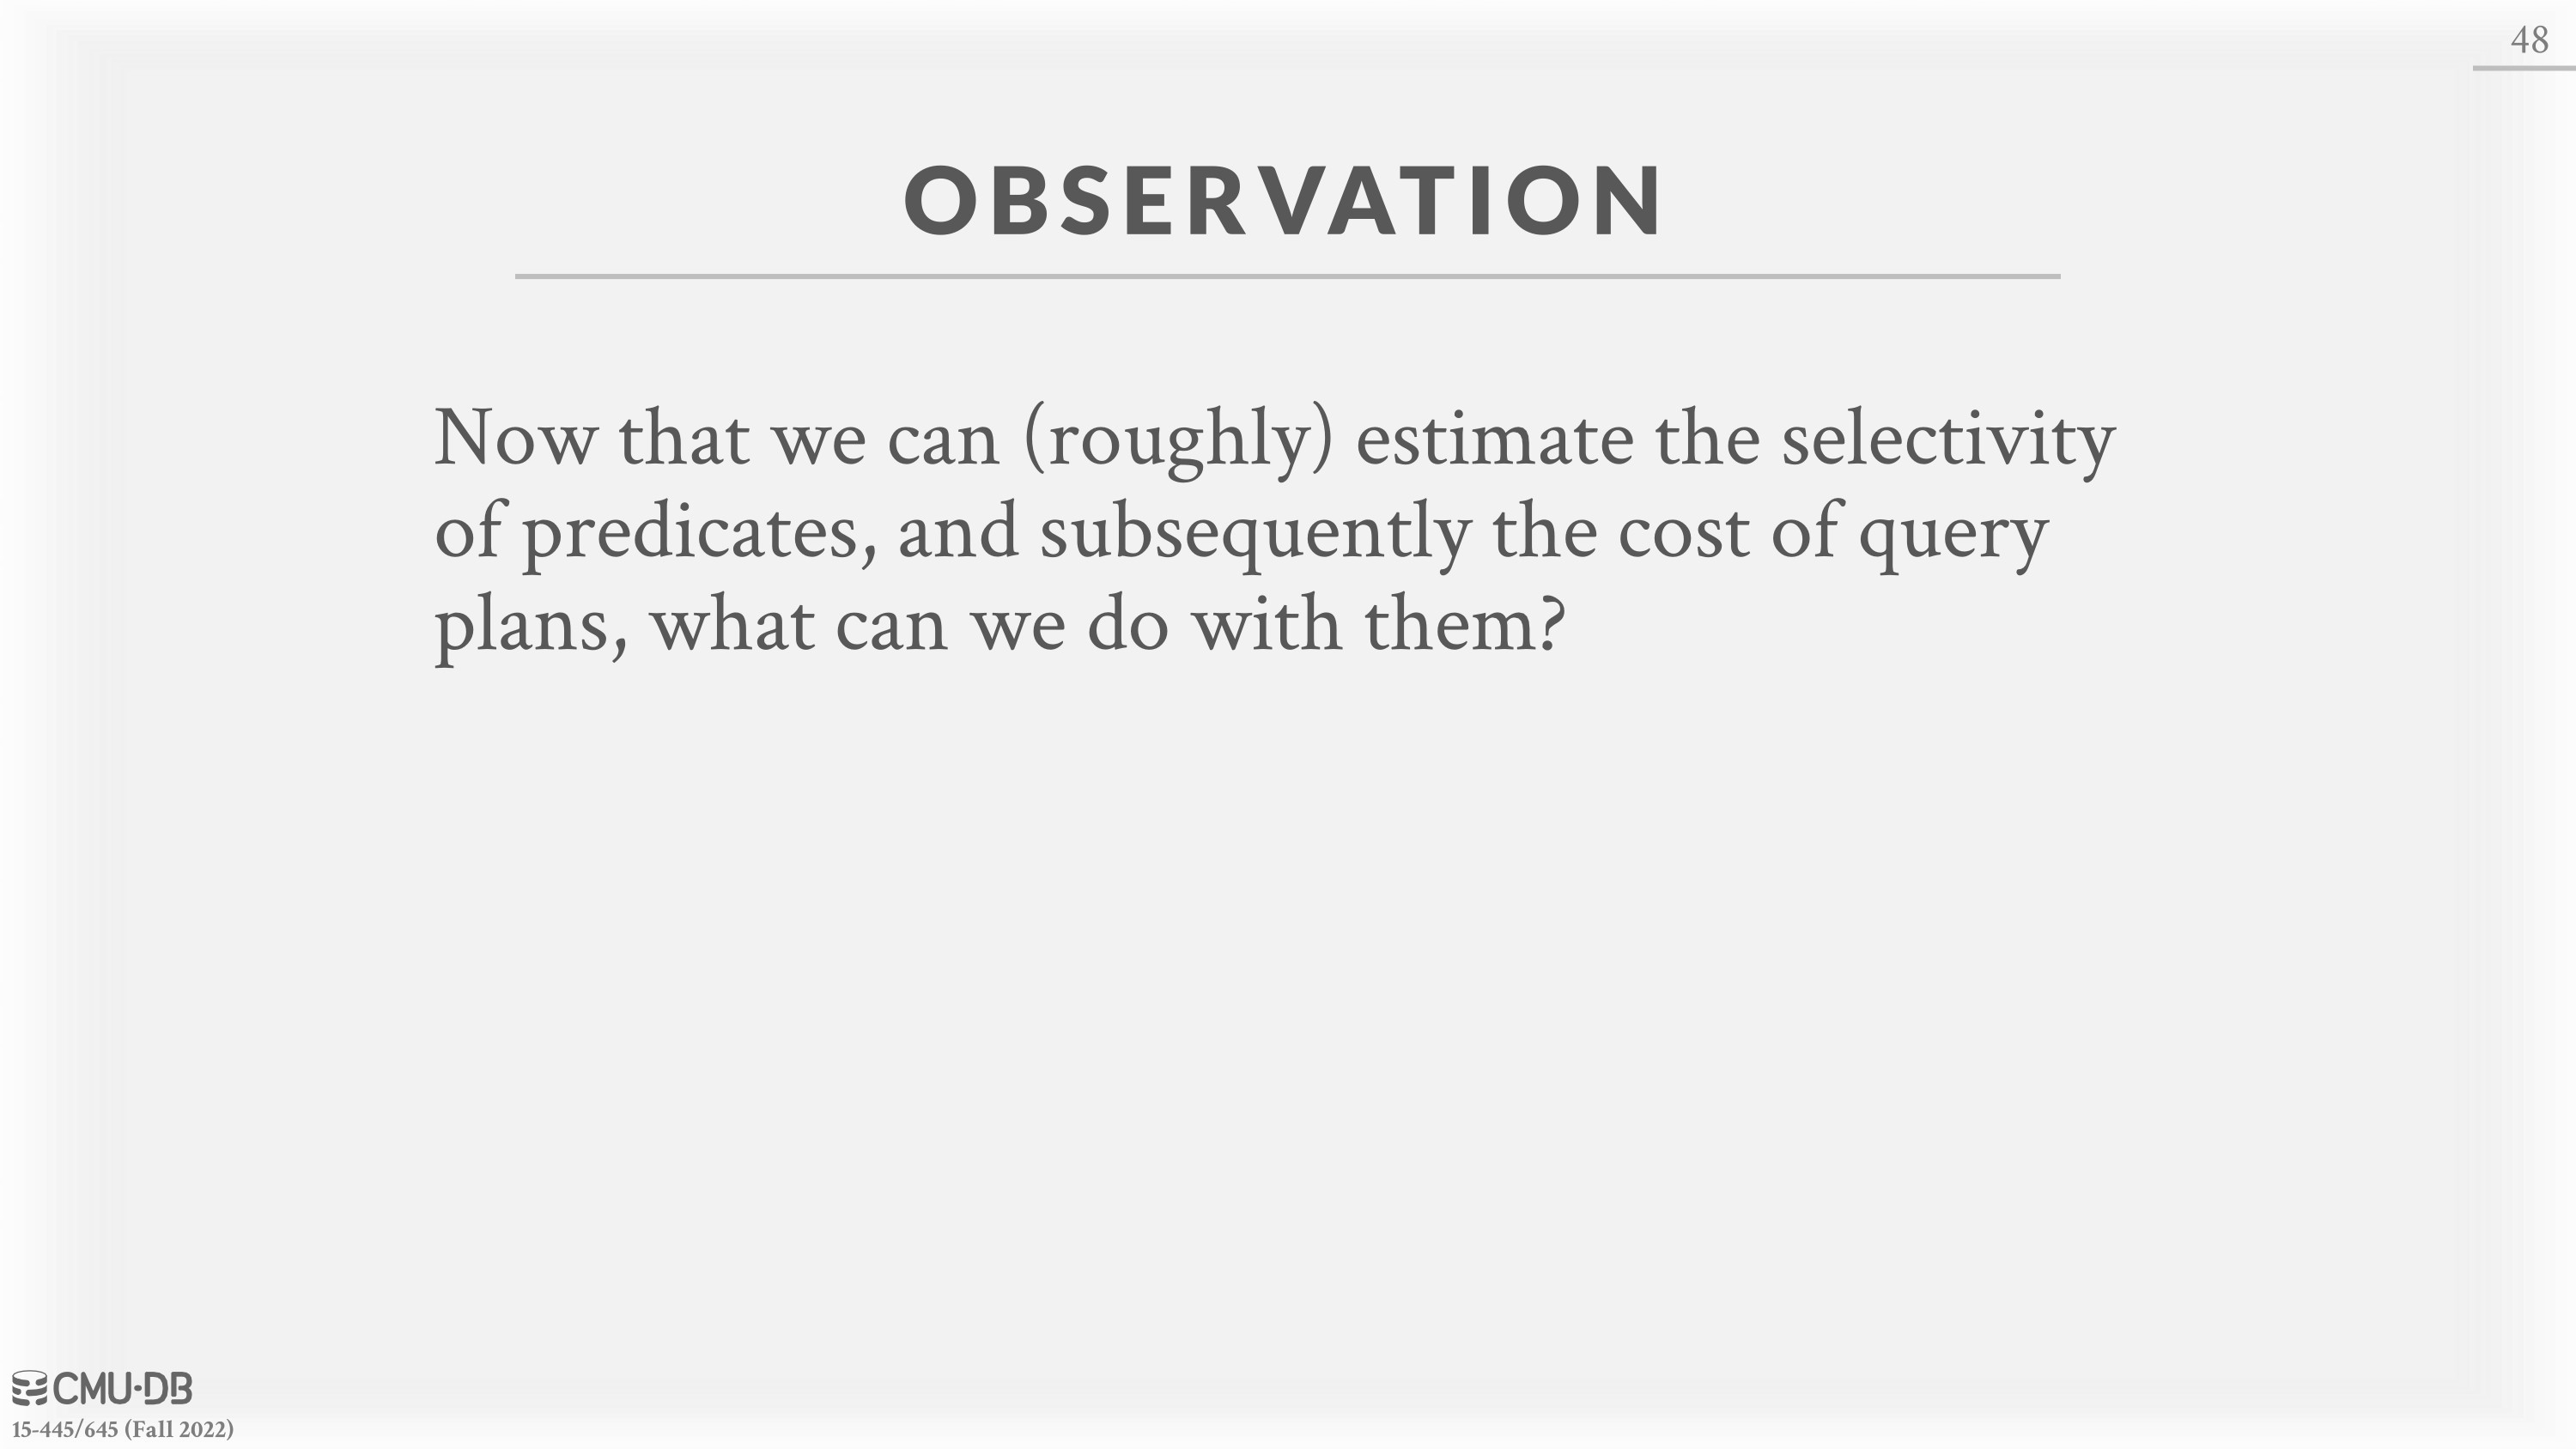 48
OBSERVATION
Now that we can (roughly) estimate the selectivity
of predicates, and subsequently the cost of query
plans, what can we do with them?
CMU·DB
15-445/645 (Fall 2022)